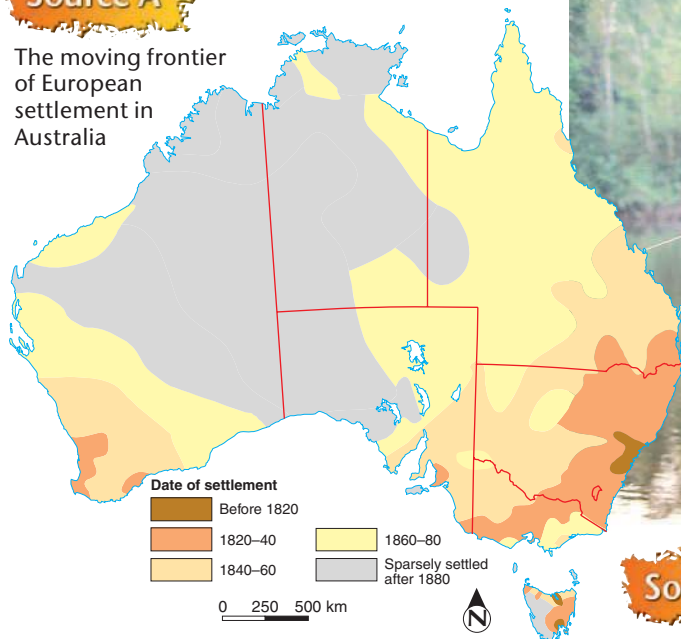 Source A
The moving frontier
of European
settlement in
Australia
Date of settlement
Before 1820
1820–40
1840–60
1860–80
Sparsely settled
after 1880
0 250 500 km
N
So